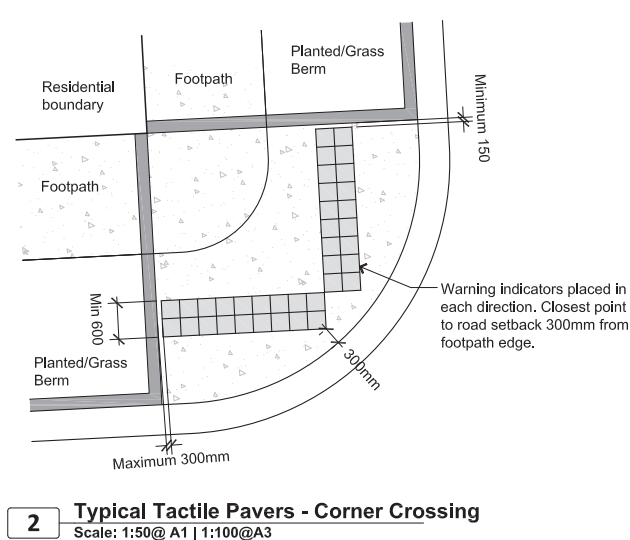 Planted/Grass
Berm
Footpath
Residential
boundary
Minimum 150
Footpath
Warning indicators placed in
each direction. Closest point
to road setback 300mm from
footpath edge.
Min 600
300mm
Planted/Grass
Berm
Maximum 300mm
2
Typical Tactile Pavers - Corner Crossing
Scale: 1:50@ A1 | 1:100@A3